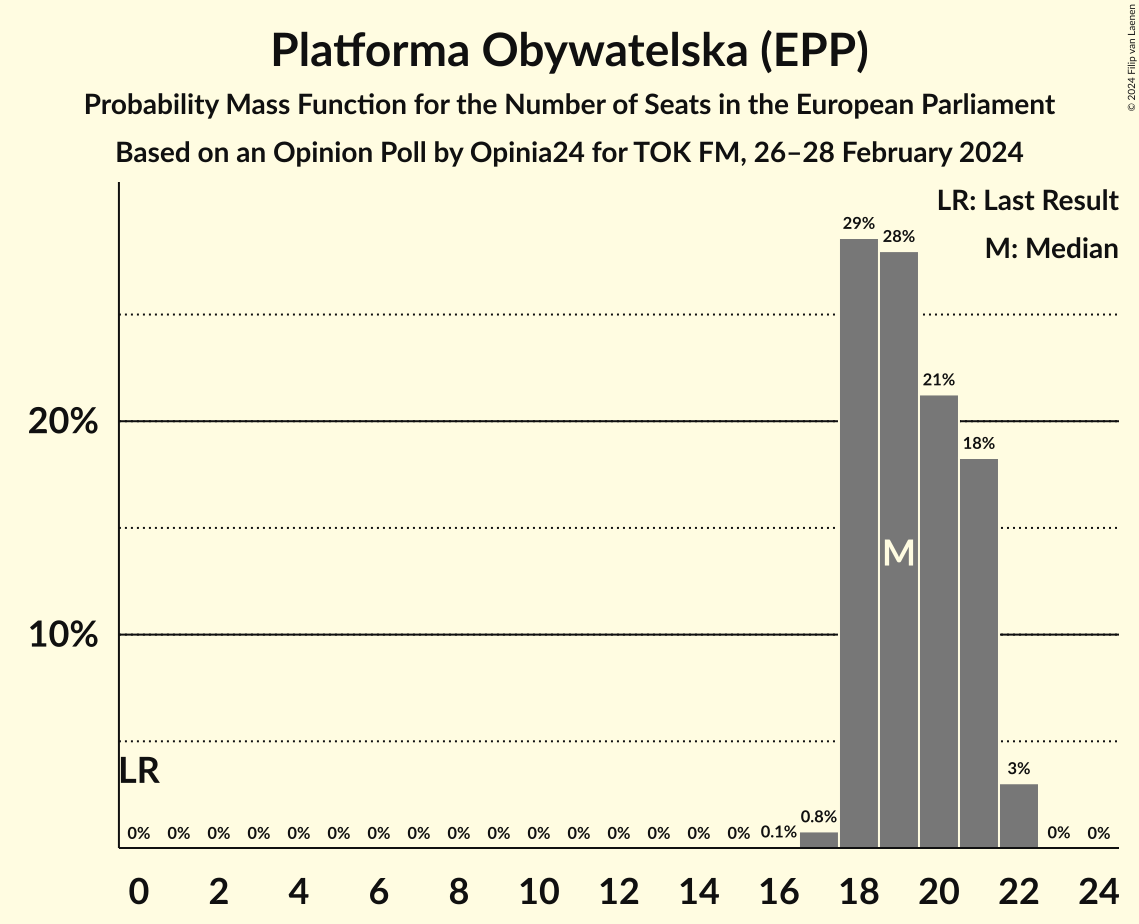 Platforma Obywatelska (EPP)
Probability Mass Function for the Number of Seats in the European Parliament
Based on an Opinion Poll by Opinia24 for TOK FM, 26–28 February 2024
© 2024 Filip van Laenen
LR: Last Result
M: Median
29%
28%
21%
20%
18%
M
10%
LR
3%
0% 0% 0% 0% 0% 0% 0% 0% 0% 0% 0% 0% 0% 0% 0% 0% 0.1% 0.8% 0% 0%
0 2 4 6 8 10 12 14 16 18 20 22 24